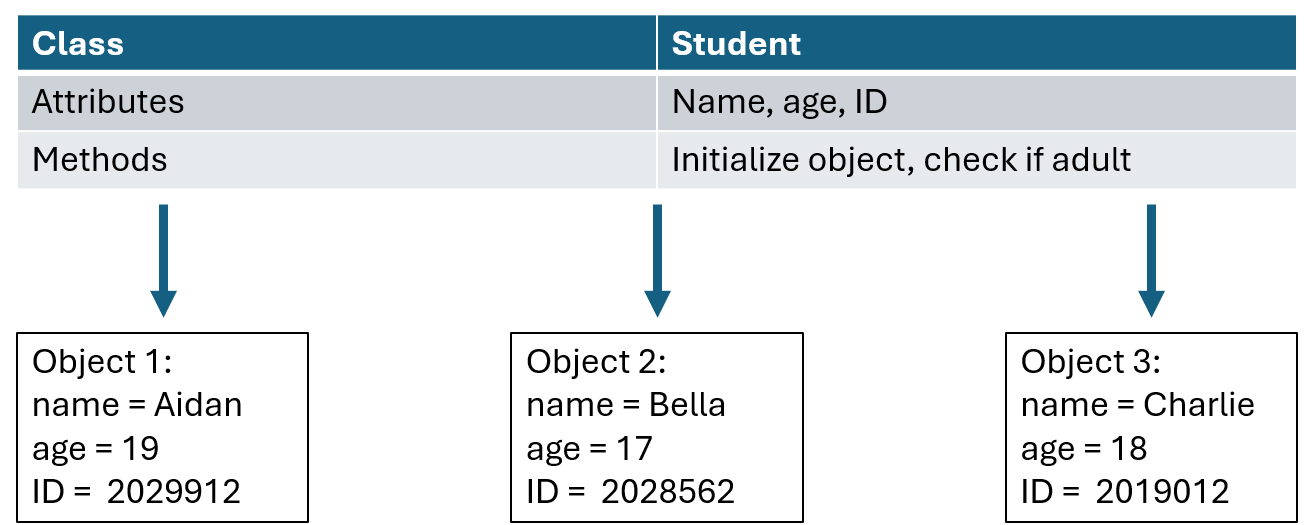 Class Student
Attributes Name, age, ID
Methods Initialize object, check if adult
Object 1:
name = Aidan
age = 19
ID =  2029912
Object 2:
name = Bella
age = 17
ID =  2028562
Object 3:
name = Charlie
age = 18
ID =  2019012